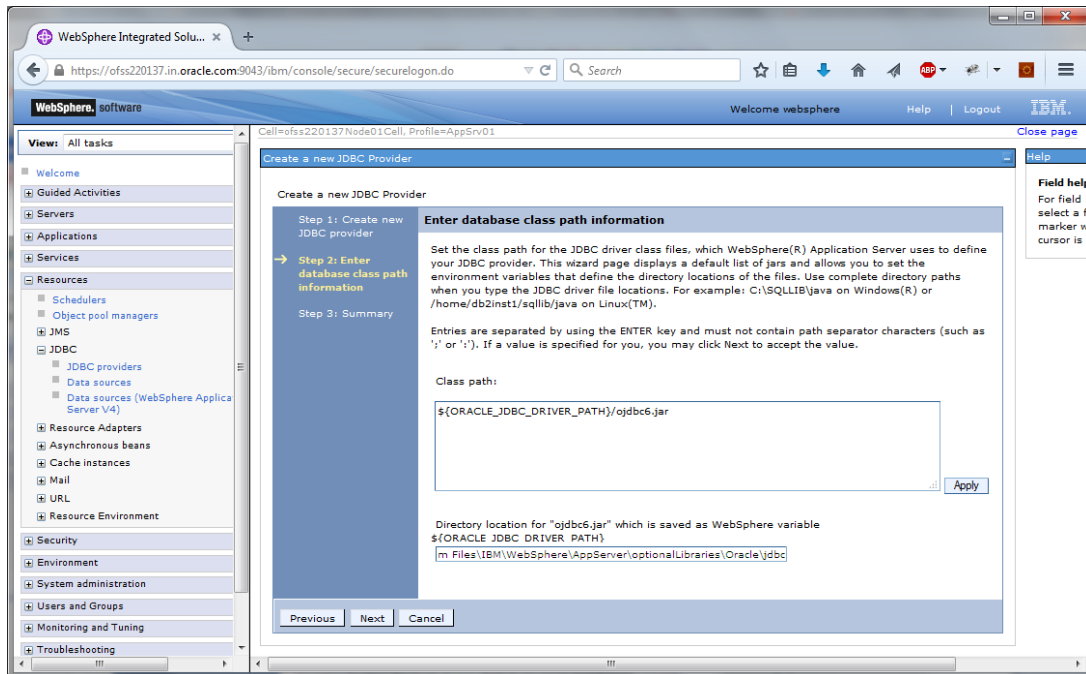 WebSphere Integrated Solu... ×
+
https://ofss220137.in.oracle.com:9043/ibm/console/secure/securelogon.do
Search
ABP
WebSphere. software
Welcome websphere
Help | Logout
IBM.
View: All tasks
Welcome
Guided Activities
Servers
Applications
Services
Resources
Schedulers
Object pool managers
JMS
JDBC
JDBC providers
Data sources
Data sources (WebSphere Applica
Server V4)
Resource Adapters
Asynchronous beans
Cache instances
Mail
URL
Resource Environment
Security
Environment
System administration
Users and Groups
Monitoring and Tuning
Troubleshooting
Cell=ofss220137Node01Cell, Profile=AppSrv01
Close page
Create a new JDBC Provider
Create a new JDBC Provider
Step 1: Create new
JDBC provider
Step 2: Enter
database class path
information
Step 3: Summary
Enter database class path information
Set the class path for the JDBC driver class files, which WebSphere(R) Application Server uses to define
your JDBC provider. This wizard page displays a default list of jars and allows you to set the
environment variables that define the directory locations of the files. Use complete directory paths
when you type the JDBC driver file locations. For example: C:\SQLLIB\java on Windows(R) or
/home/db2inst1/sqllib/java on Linux(TM).
Entries are separated by using the ENTER key and must not contain path separator characters (such as
';' or ':'). If a value is specified for you, you may click Next to accept the value.
Class path:
${ORACLE_JDBC_DRIVER_PATH}/ojdbc6.jar
Apply
Directory location for "ojdbc6.jar" which is saved as WebSphere variable
${ORACLE_JDBC_DRIVER_PATH}
m Files\IBM\WebSphere\AppServer\optionalLibraries\Oracle\jdbc
Previous
Next
Cancel
Help
Field help
For field
select a f
marker w
cursor is